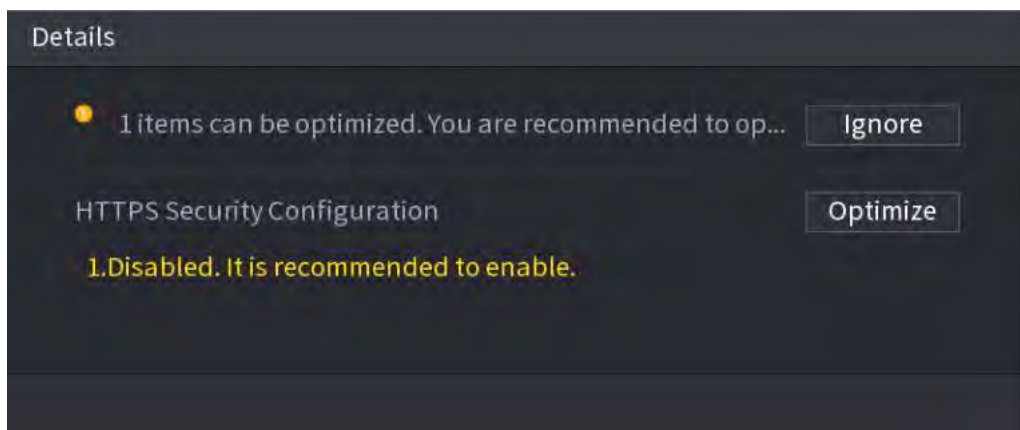 Details
1 items can be optimized. You are recommended to op...
Ignore
HTTPS Security Configuration
Optimize
1.Disabled. It is recommended to enable.